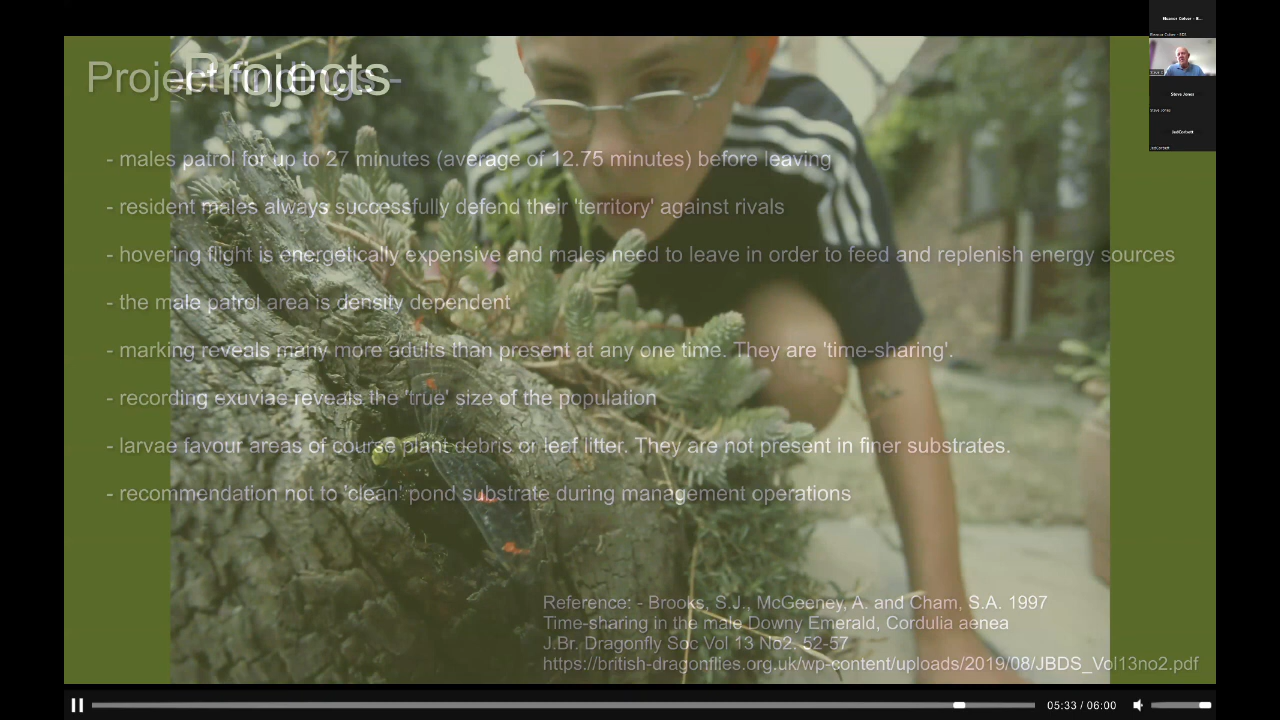 Project findings -
Projects
- males patrol for up to 27 minutes (average of 12.75 minutes) before leaving
- resident males always successfully defend their 'territory' against rivals
- hovering flight is energetically expensive and males need to leave in order to feed and replenish energy sources
- the male patrol area is density dependent
- marking reveals many more adults than present at any one time. They are 'time-sharing'.
- recording exuviae reveals the 'true' size of the population
- larvae favour areas of course plant debris or leaf litter. They are not present in finer substrates.
- recommendation not to 'clean' pond substrate during management operations
Reference: - Brooks, S.J., McGeeney, A. and Cham, S.A. 1997
Time-sharing in the male Downy Emerald, Cordulia aenea
J.Br. Dragonfly Soc Vol 13 No2. 52-57
https://british-dragonflies.org.uk/wp-content/uploads/2019/08/JBDS_Vol13no2.pdf
Steve Jones
Steve Jones
05:33 / 06:00